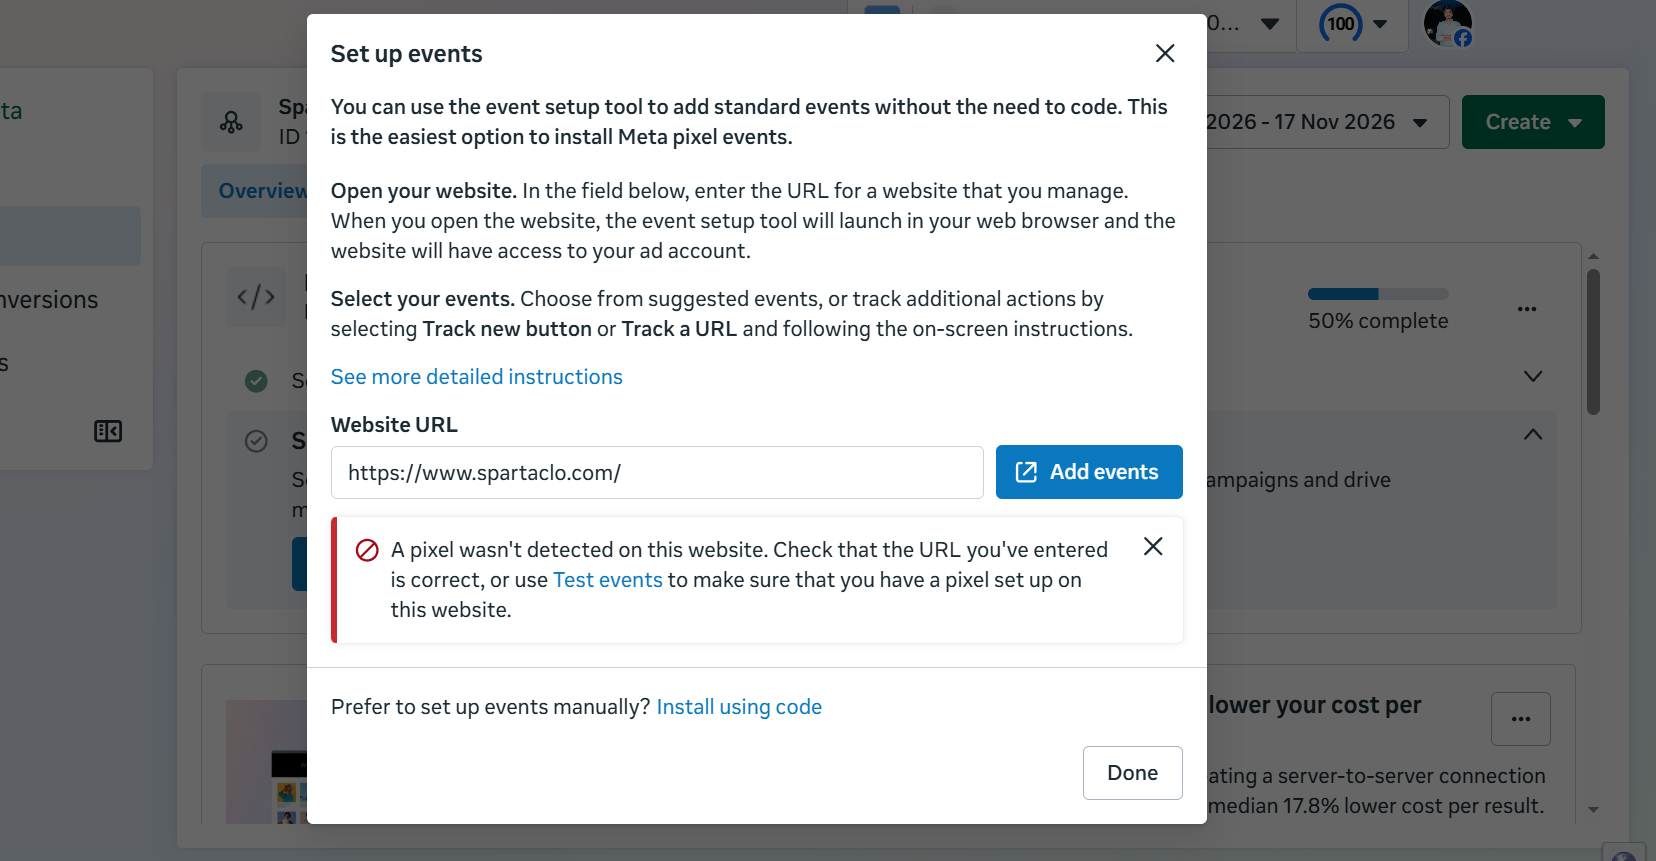 Set up events
You can use the event setup tool to add standard events without the need to code. This
is the easiest option to install Meta pixel events.
Open your website. In the field below, enter the URL for a website that you manage.
When you open the website, the event setup tool will launch in your web browser and the
website will have access to your ad account.
Select your events. Choose from suggested events, or track additional actions by
selecting Track new button or Track a URL and following the on-screen instructions.
See more detailed instructions
Website URL
https://www.spartaclo.com/
Add events
A pixel wasn't detected on this website. Check that the URL you've entered
is correct, or use Test events to make sure that you have a pixel set up on
this website.
Prefer to set up events manually? Install using code
Done
0...
100
2026 - 17 Nov 2026
Create
ta
Spa
ID
Overview
nversions
s
50% complete
ampaigns and drive
lower your cost per
ating a server-to-server connection
median 17.8% lower cost per result.